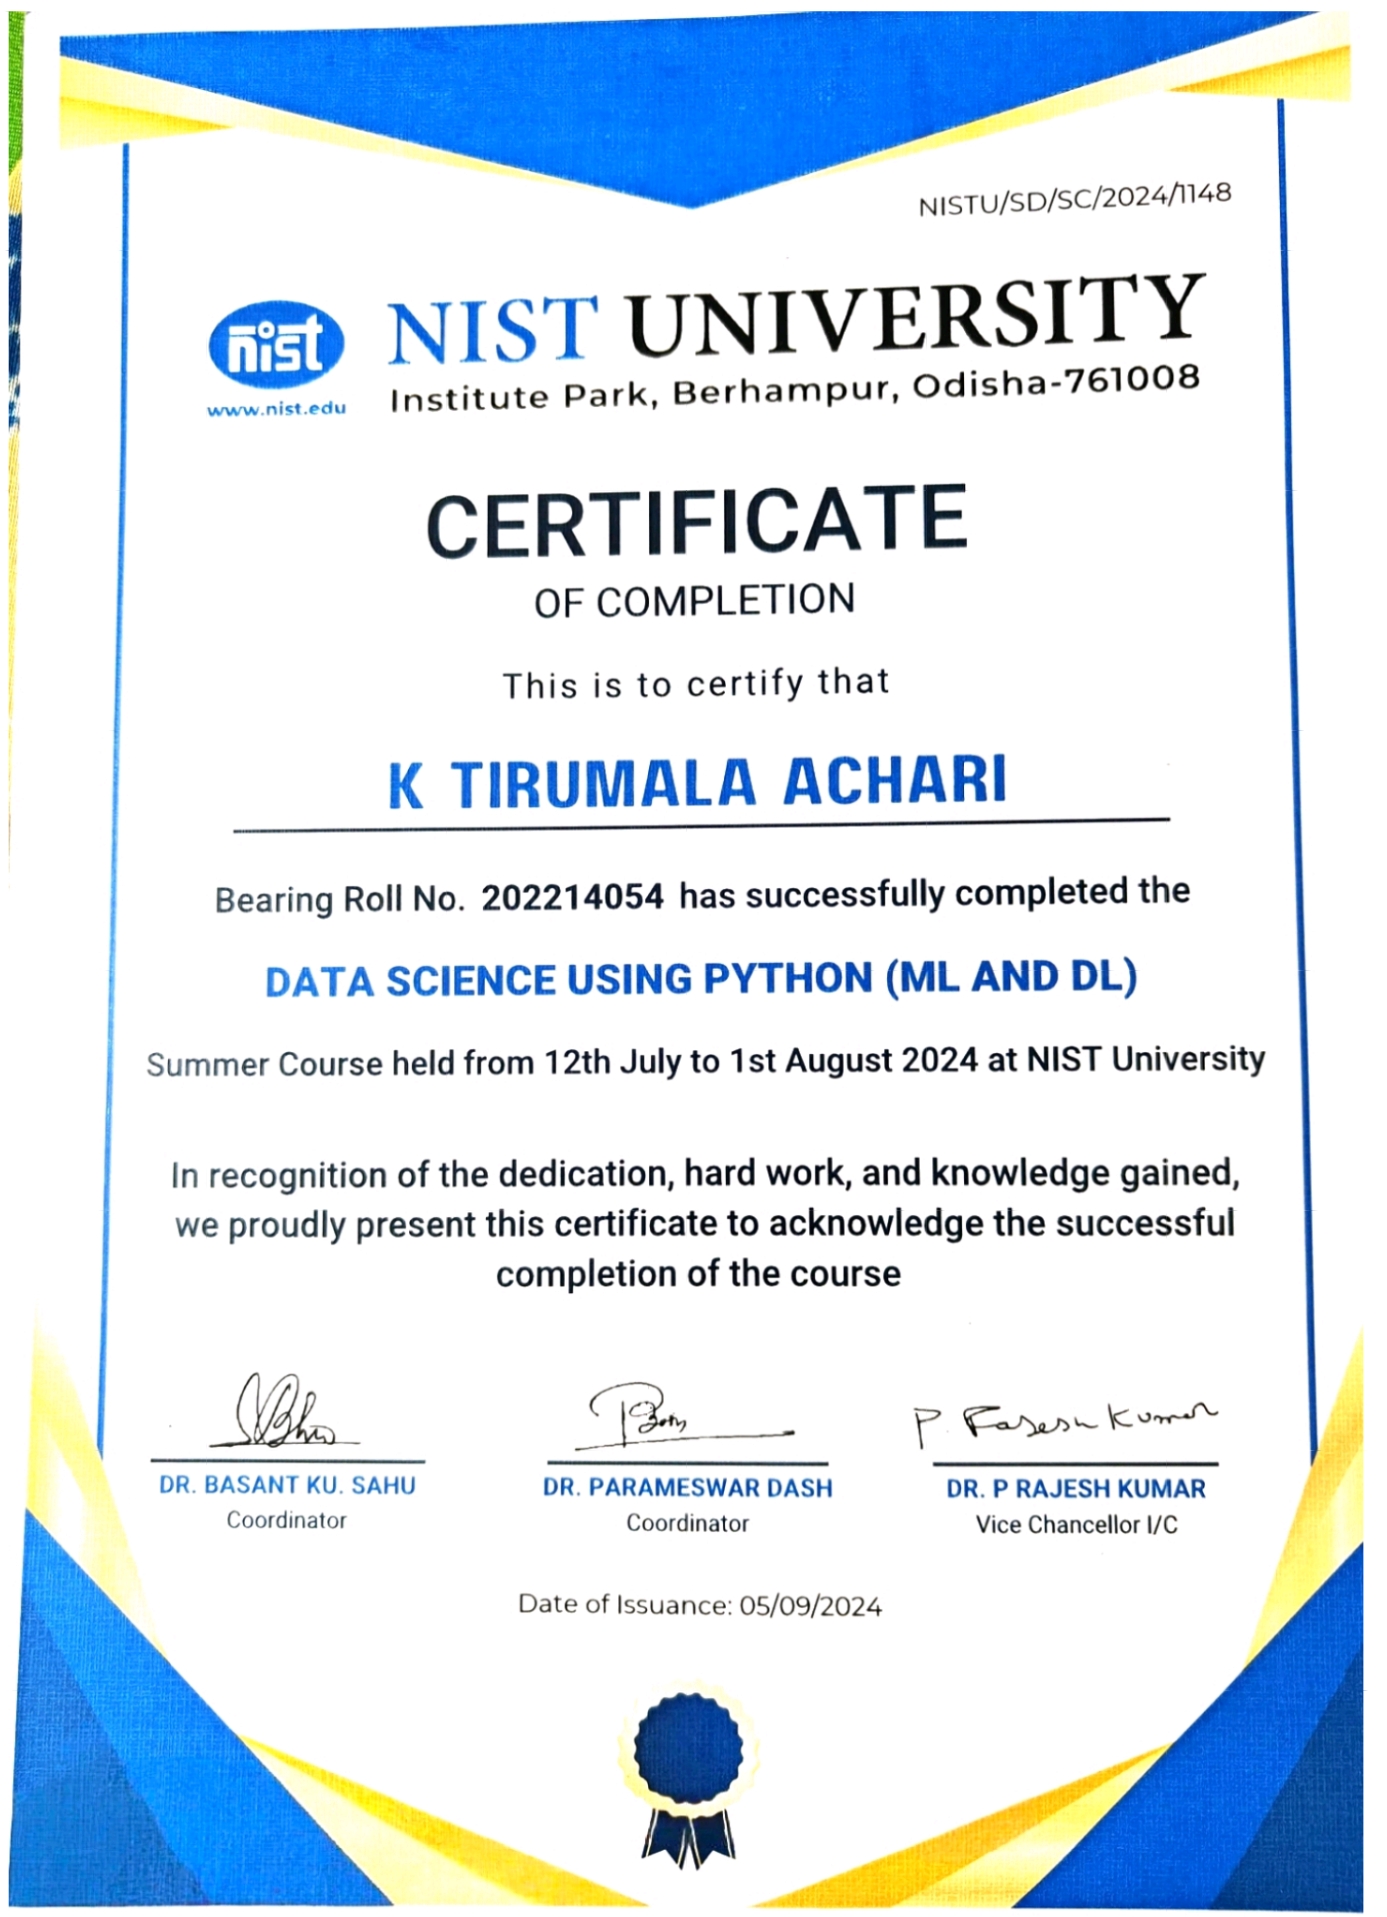 NISTU/SD/SC/2024/1148
nist
www.nist.edu
NIST UNIVERSITY
Institute Park, Berhampur, Odisha-761008
CERTIFICATE
OF COMPLETION
This is to certify that
K TIRUMALA ACHARI
Bearing Roll No. 202214054 has successfully completed the
DATA SCIENCE USING PYTHON (ML AND DL)
Summer Course held from 12th July to 1st August 2024 at NIST University
In recognition of the dedication, hard work, and knowledge gained,
we proudly present this certificate to acknowledge the successful
completion of the course
P. Rajesh Kumar
DR. BASANT KU. SAHU
Coordinator
DR. PARAMESWAR DASH
Coordinator
DR. P RAJESH KUMAR
Vice Chancellor I/C
Date of Issuance: 05/09/2024